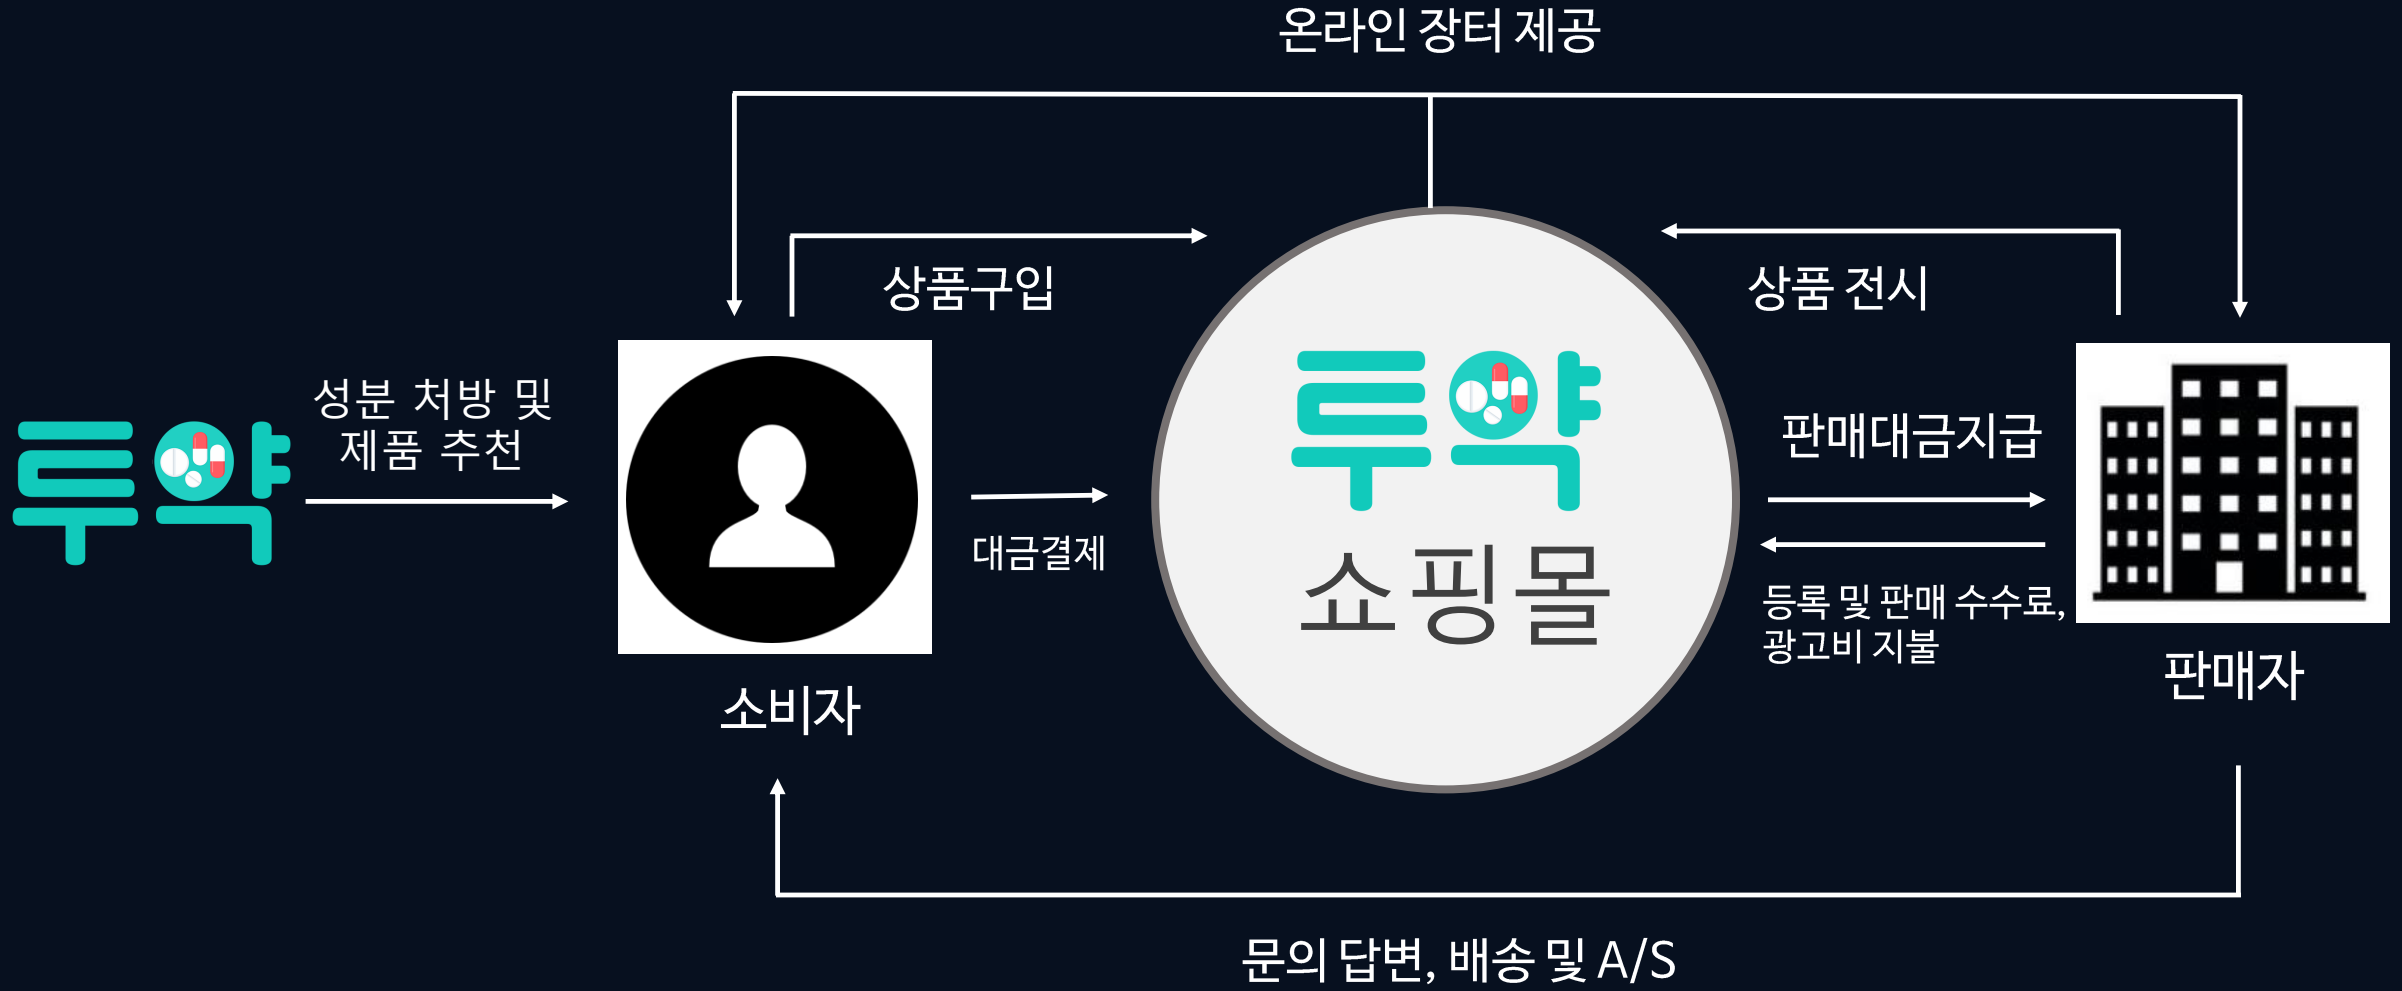 온라인 장터 제공
상품구입
상품 전시
성분 처방 및
제품 추천
투약
투약
쇼핑몰
대금결제
판매대금지급
등록 및 판매 수수료,
광고비 지불
소비자
판매자
문의 답변, 배송 및 A/S